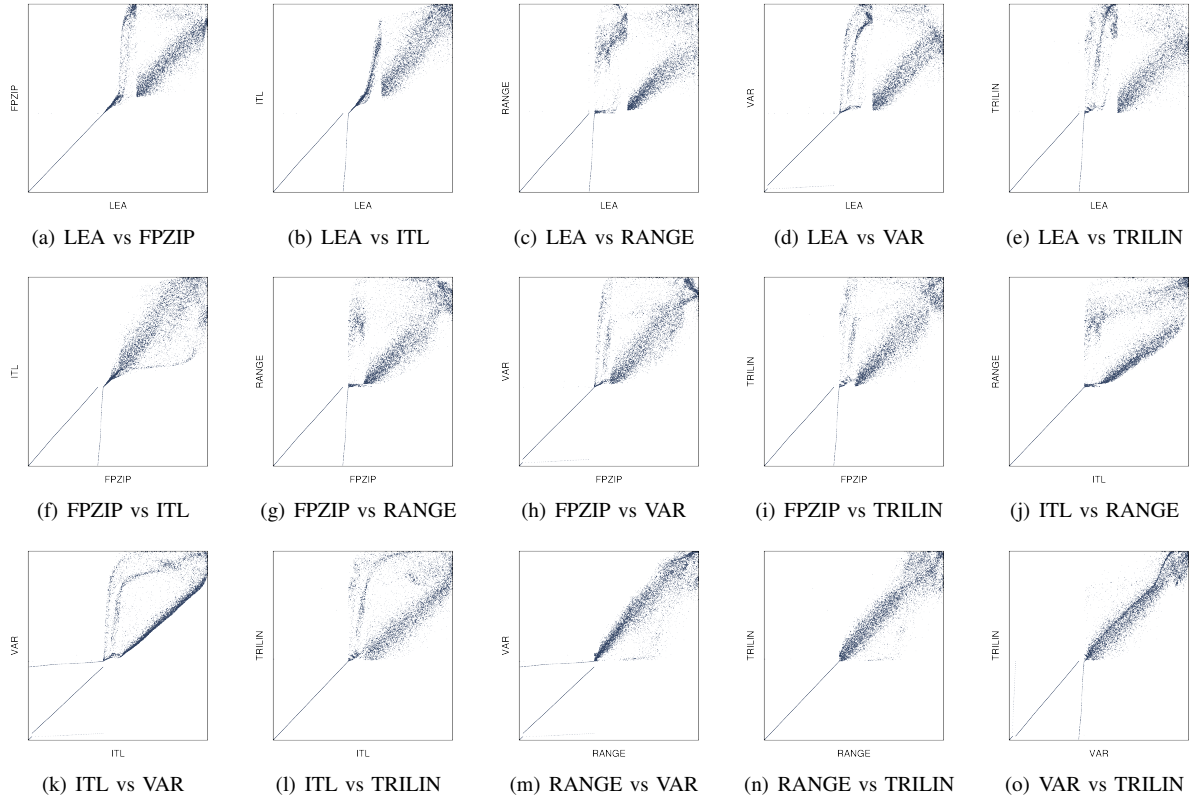 FPZIP
LEA
(a) LEA vs FPZIP
ITL
LEA
(b) LEA vs ITL
RANGE
LEA
(c) LEA vs RANGE
VAR
LEA
(d) LEA vs VAR
TRILIN
LEA
(e) LEA vs TRILIN
ITL
FPZIP
(f) FPZIP vs ITL
RANGE
FPZIP
(g) FPZIP vs RANGE
VAR
FPZIP
(h) FPZIP vs VAR
TRILIN
FPZIP
(i) FPZIP vs TRILIN
RANGE
ITL
(j) ITL vs RANGE
VAR
ITL
(k) ITL vs VAR
TRILIN
ITL
(l) ITL vs TRILIN
VAR
RANGE
(m) RANGE vs VAR
TRILIN
RANGE
(n) RANGE vs TRILIN
TRILIN
VAR
(o) VAR vs TRILIN